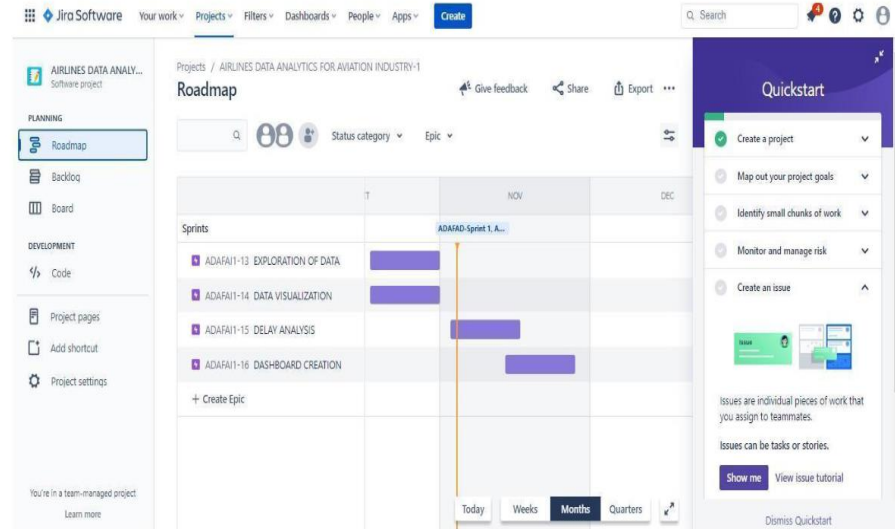 Jira Software Your work Projects Filters Dashboards People Apps Create Search 4
AIRLINES DATA ANALY...
Software project
PLANNING
Roadmap
Backlog
Board
DEVELOPMENT
Code
Project pages
Add shortcut
Project settings
You're in a team-managed project
Learn more
Projects / AIRLINES DATA ANALYTICS FOR AVIATION INDUSTRY-1
Roadmap Give feedback Share Export
Status category Epic
T NOV DEC
Sprints ADAFAD-Sprint 1, A...
ADAFAI1-13 EXPLORATION OF DATA
ADAFAI1-14 DATA VISUALIZATION
ADAFAI1-15 DELAY ANALYSIS
ADAFAI1-16 DASHBOARD CREATION
+ Create Epic
Today Weeks Months Quarters
Quickstart
Create a project
Map out your project goals
Identify small chunks of work
Monitor and manage risk
Create an issue
Issue
Issues are individual pieces of work that
you assign to teammates.
Issues can be tasks or stories.
Show me View issue tutorial
Dismiss Quickstart